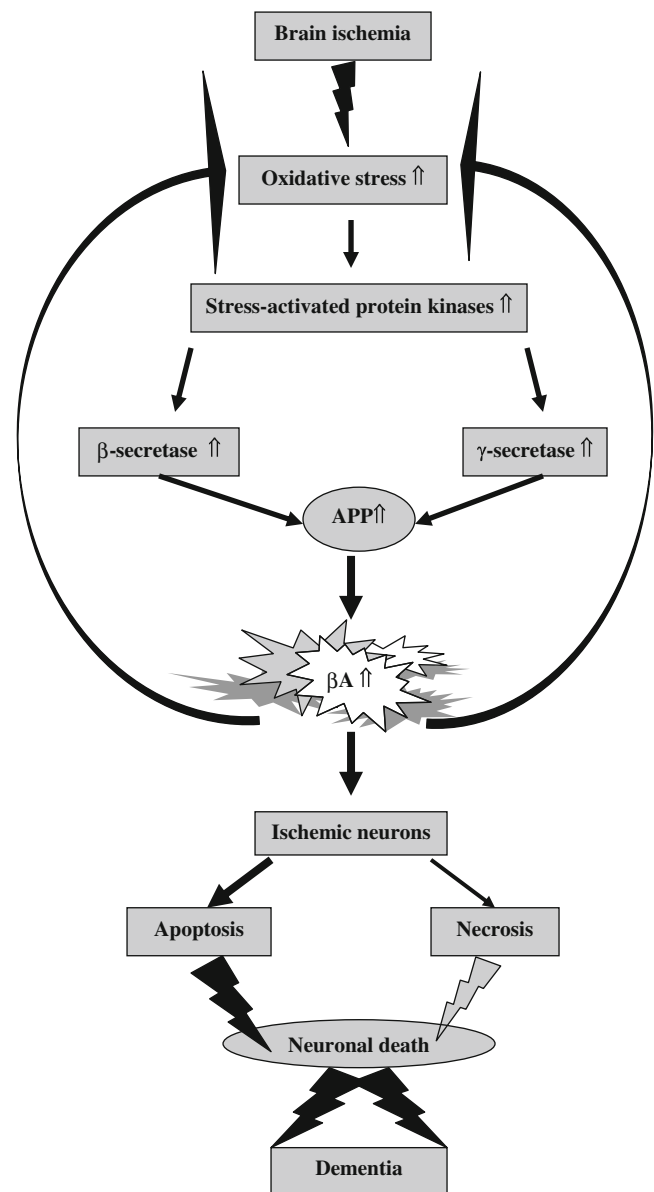 Brain ischemia
Oxidative stress ⇑
Stress-activated protein kinases ⇑
β-secretase ⇑
γ-secretase ⇑
APP⇑
βA ⇑
Ischemic neurons
Apoptosis
Necrosis
Neuronal death
Dementia